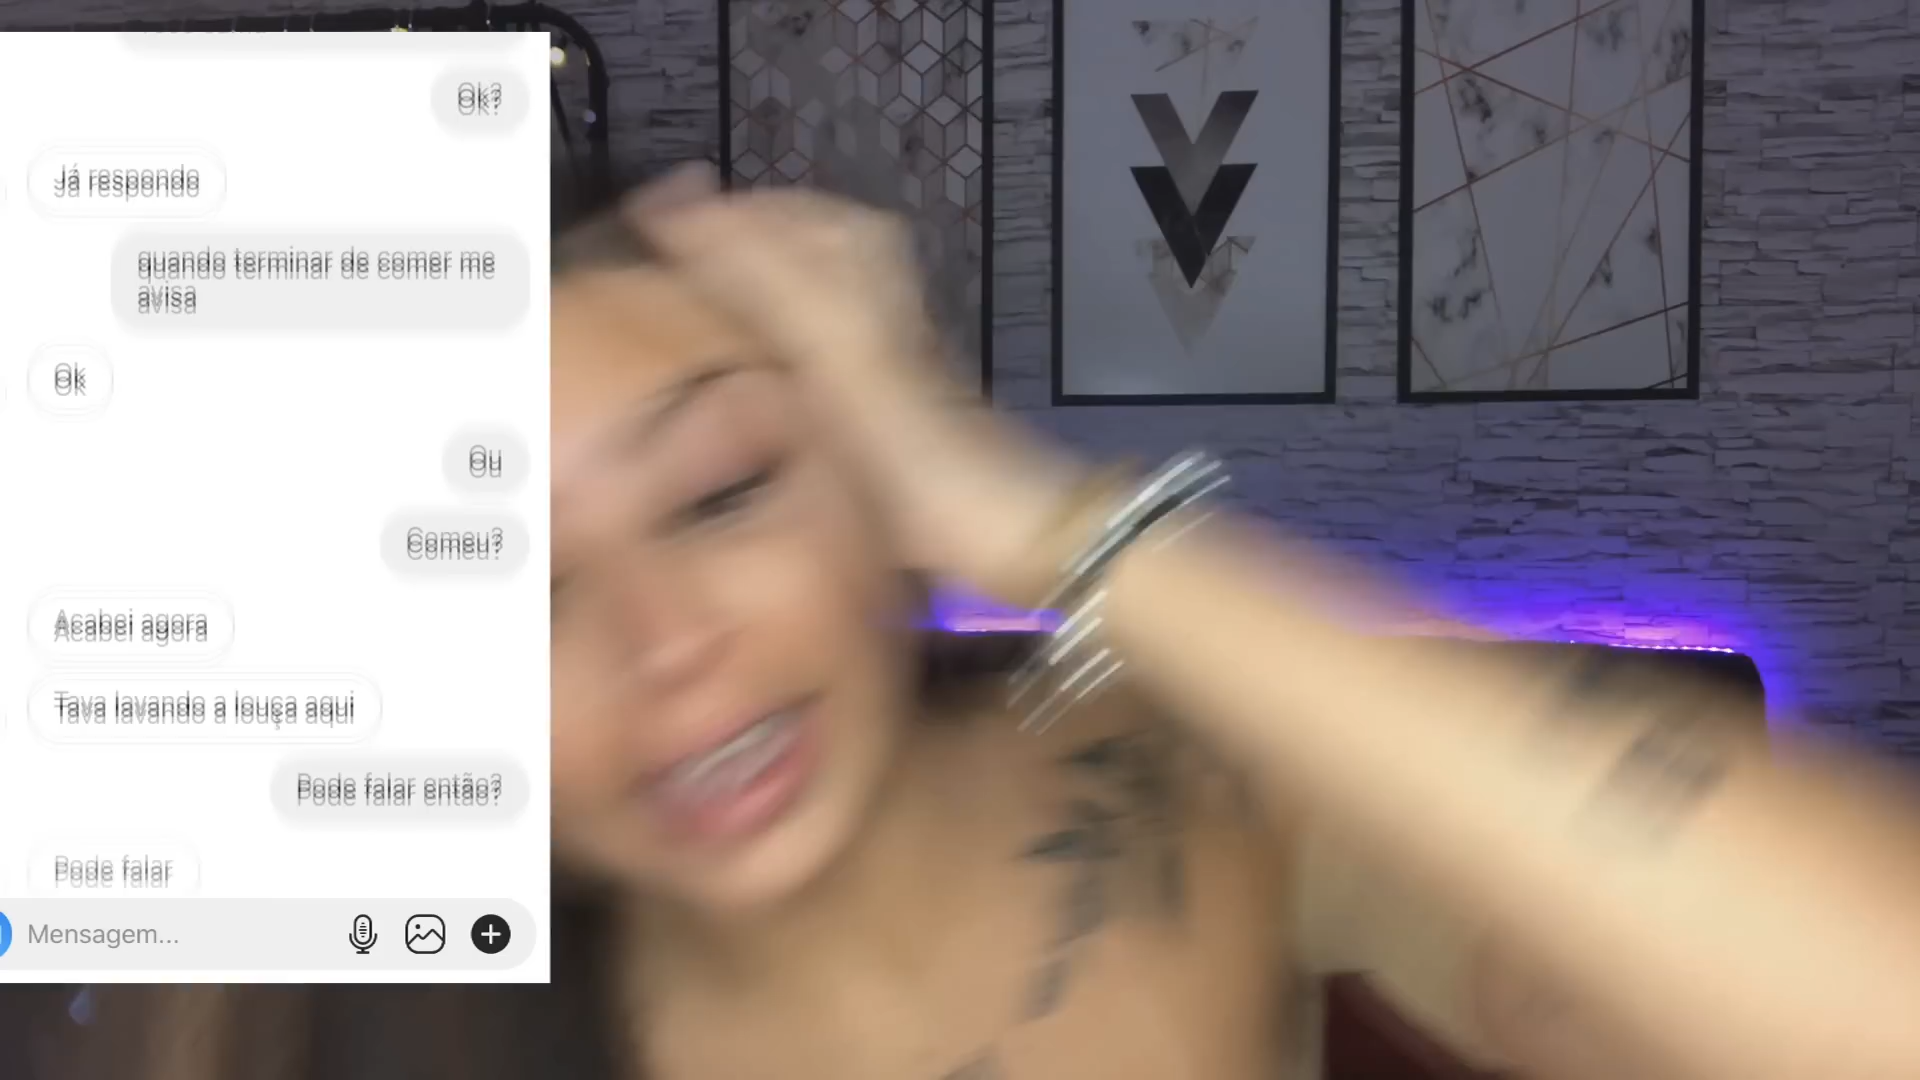 Ok?
Já respondo
quando terminar de comer me
avisa
Ok
Ou
Comeu?
Acabei agora
Tava lavando a louça aqui
Pode falar então?
Pode falar
Mensagem...